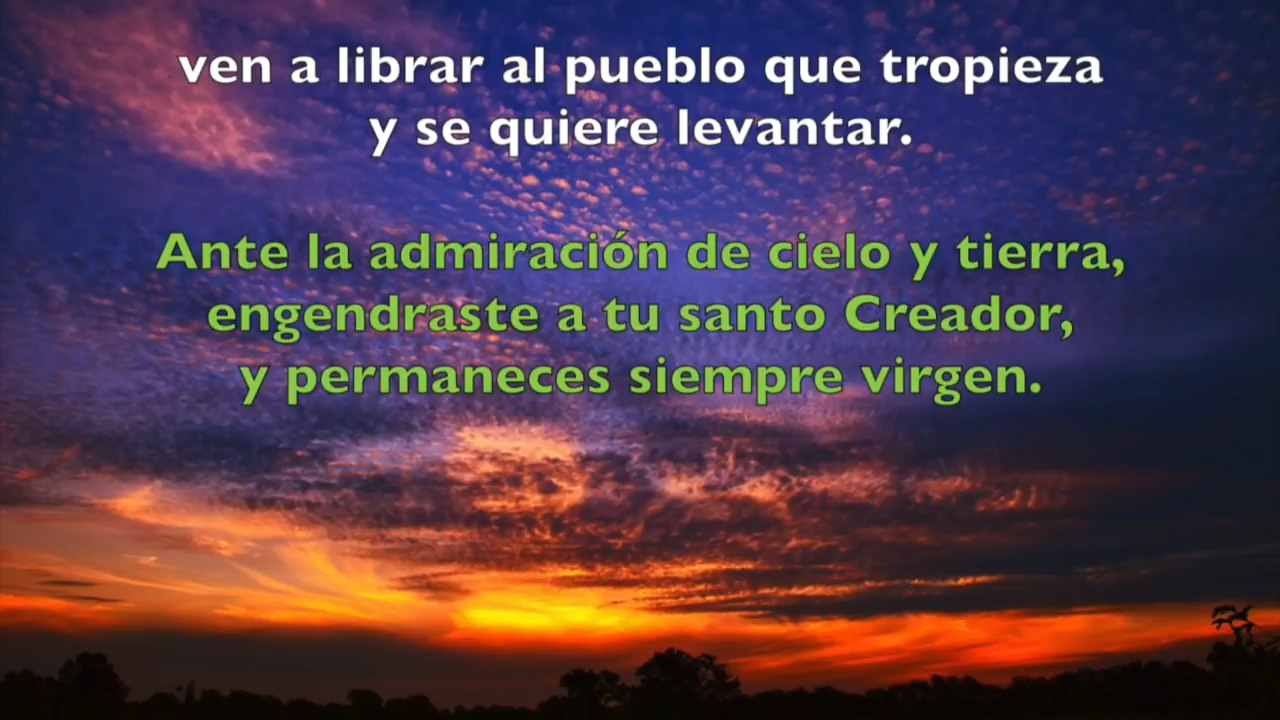 ven a librar al pueblo que tropieza
y se quiere levantar.
Ante la admiración de cielo y tierra,
engendraste a tu santo Creador,
y permaneces siempre virgen.